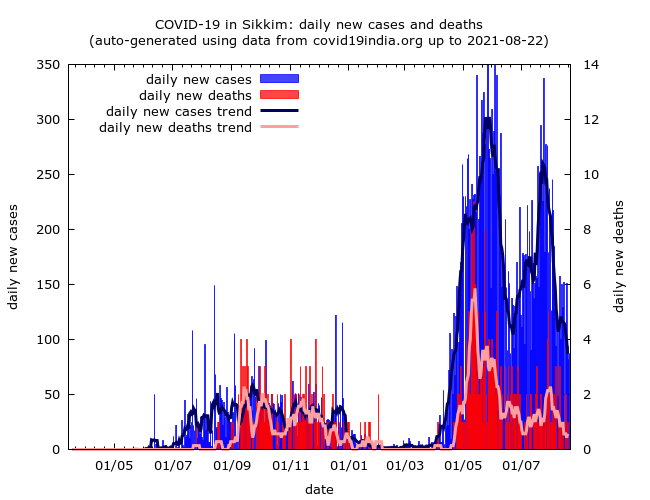 COVID-19 in Sikkim: daily new cases and deaths
(auto-generated using data from covid19india.org up to 2021-08-22)
daily new cases
daily new deaths
daily new cases trend
daily new deaths trend
350
300
250
200
150
100
50
0
daily new cases
14
12
10
8
6
4
2
0
daily new deaths
01/05 01/07 01/09 01/11 01/01 01/03 01/05 01/07
date